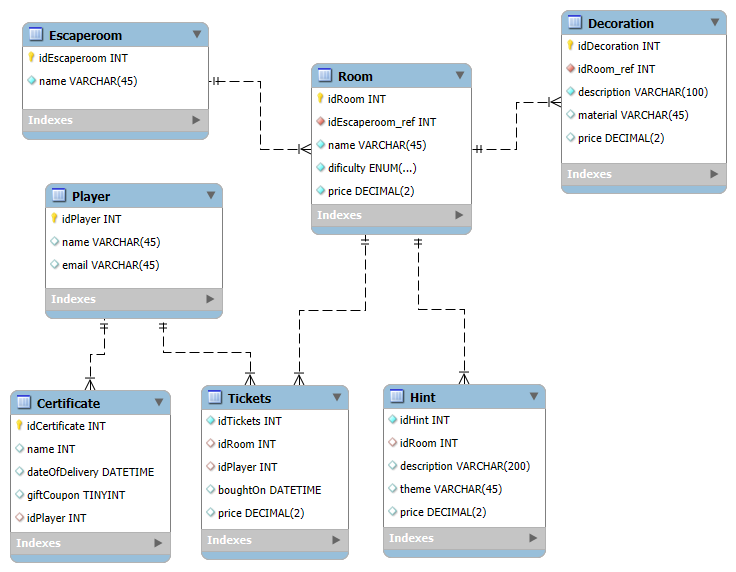 Escaperoom
idEscaperoom INT
name VARCHAR(45)
Indexes
Room
idRoom INT
idEscaperoom_ref INT
name VARCHAR(45)
dificulty ENUM(...)
price DECIMAL(2)
Indexes
Decoration
idDecoration INT
idRoom_ref INT
description VARCHAR(100)
material VARCHAR(45)
price DECIMAL(2)
Indexes
Player
idPlayer INT
name VARCHAR(45)
email VARCHAR(45)
Indexes
Certificate
idCertificate INT
name INT
dateOfDelivery DATETIME
giftCoupon TINYINT
idPlayer INT
Indexes
Tickets
idTickets INT
idRoom INT
idPlayer INT
boughtOn DATETIME
price DECIMAL(2)
Indexes
Hint
idHint INT
idRoom INT
description VARCHAR(200)
theme VARCHAR(45)
price DECIMAL(2)
Indexes